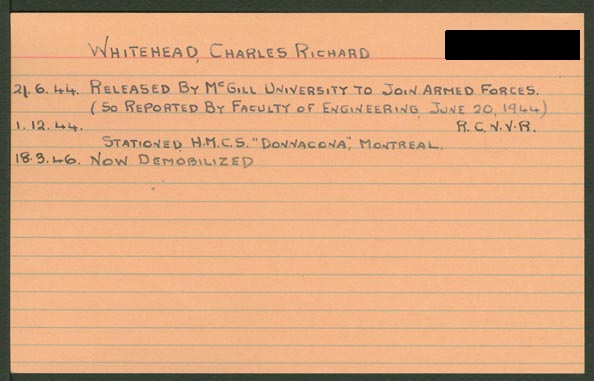 WHITEHEAD, CHARLES RICHARD
21.6.44. RELEASED BY MCGILL UNIVERSITY TO JOIN ARMED FORCES.
(SO REPORTED BY FACULTY OF ENGINEERING, JUNE 20, 1944)
1.12.44. R.C.N.V.R.
STATIONED H.M.C.S. "DONNACONA", MONTREAL.
18.3.46. NOW DEMOBILIZED